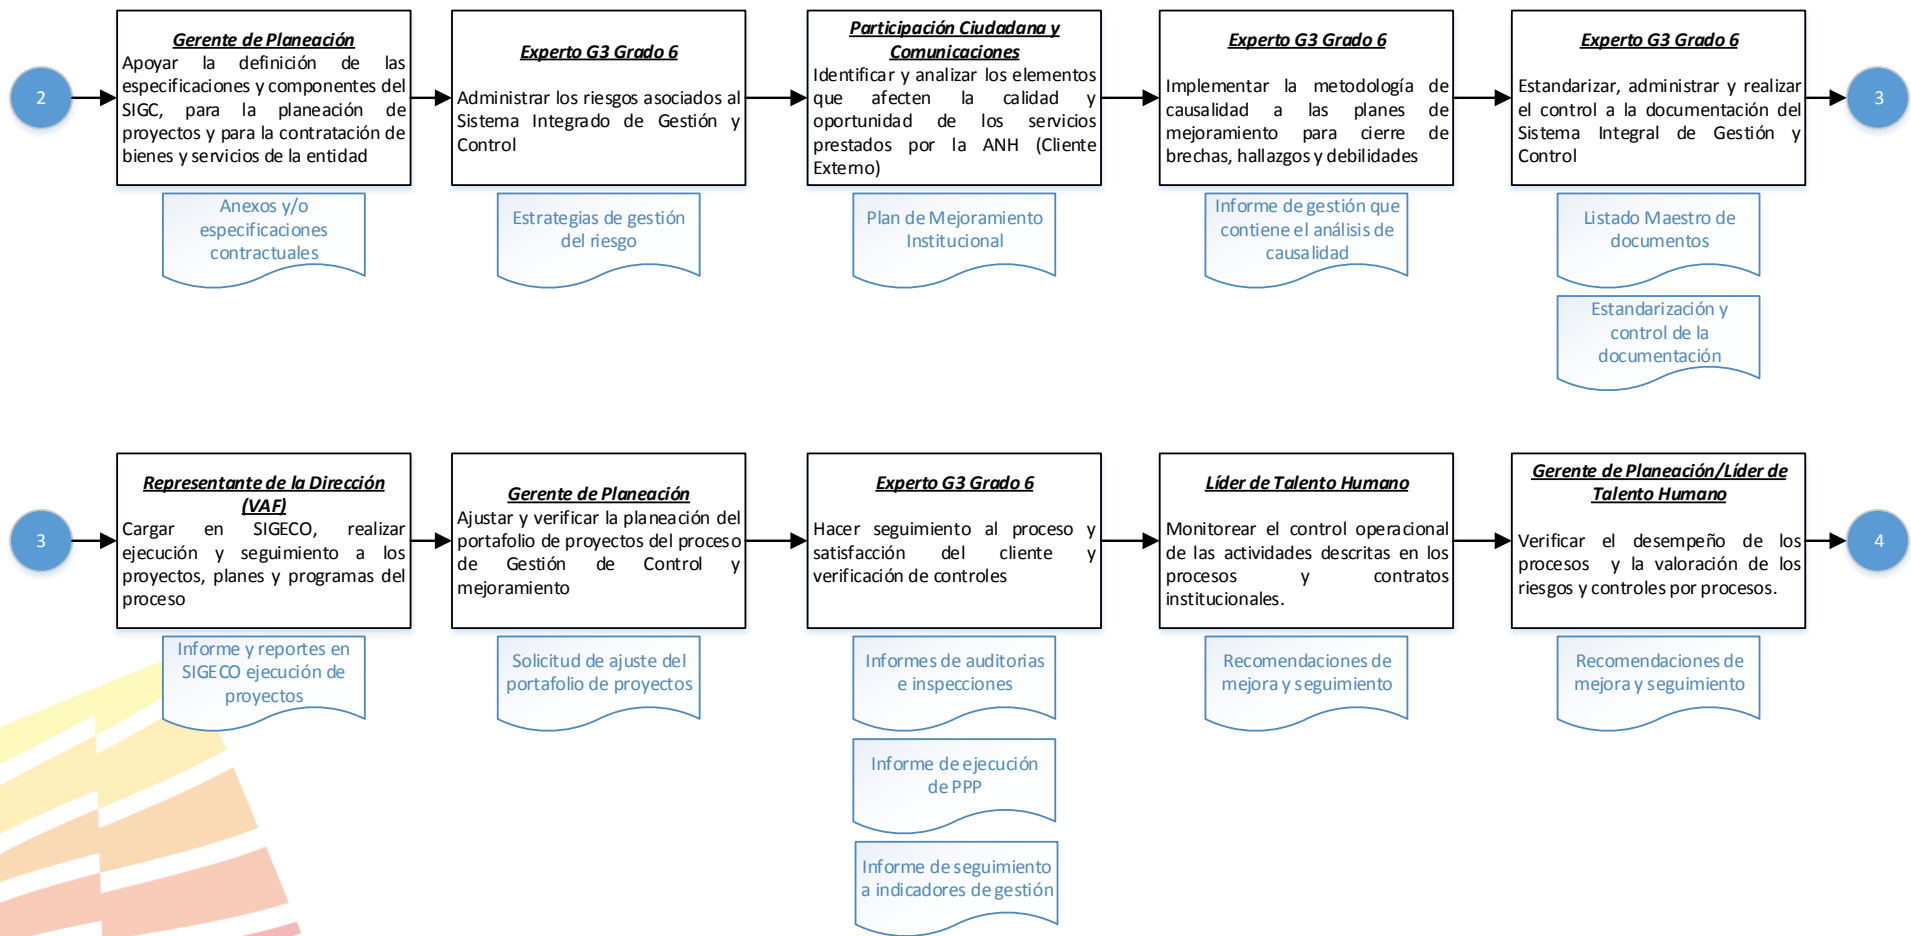 2
Gerente de Planeación
Apoyar la definición de las
especificaciones y componentes del
SIGC, para la planeación de
proyectos y para la contratación de
bienes y servicios de la entidad
Anexos y/o
especificaciones
contractuales
Experto G3 Grado 6
Administrar los riesgos asociados al
Sistema Integrado de Gestión y
Control
Estrategias de gestión
del riesgo
Participación Ciudadana y
Comunicaciones
Identificar y analizar los elementos
que afecten la calidad y
oportunidad de los servicios
prestados por la ANH (Cliente
Externo)
Plan de Mejoramiento
Institucional
Experto G3 Grado 6
Implementar la metodología de
causalidad a las planes de
mejoramiento para cierre de
brechas, hallazgos y debilidades
Informe de gestión que
contiene el análisis de
causalidad
Experto G3 Grado 6
Estandarizar, administrar y realizar
el control a la documentación del
Sistema Integral de Gestión y
Control
Listado Maestro de
documentos
Estandarización y
control de la
documentación
3
3
Representante de la Dirección
(VAF)
Cargar en SIGECO, realizar
ejecución y seguimiento a los
proyectos, planes y programas del
proceso
Informe y reportes en
SIGECO ejecución de
proyectos
Gerente de Planeación
Ajustar y verificar la planeación del
portafolio de proyectos del proceso
de Gestión de Control y
mejoramiento
Solicitud de ajuste del
portafolio de proyectos
Experto G3 Grado 6
Hacer seguimiento al proceso y
satisfacción del cliente y
verificación de controles
Informes de auditorias
e inspecciones
Informe de ejecución
de PPP
Informe de seguimiento
a indicadores de gestión
Líder de Talento Humano
Monitorear el control operacional
de las actividades descritas en los
procesos y contratos
institucionales.
Recomendaciones de
mejora y seguimiento
Gerente de Planeación/Líder de
Talento Humano
Verificar el desempeño de los
procesos y la valoración de los
riesgos y controles por procesos.
Recomendaciones de
mejora y seguimiento
4